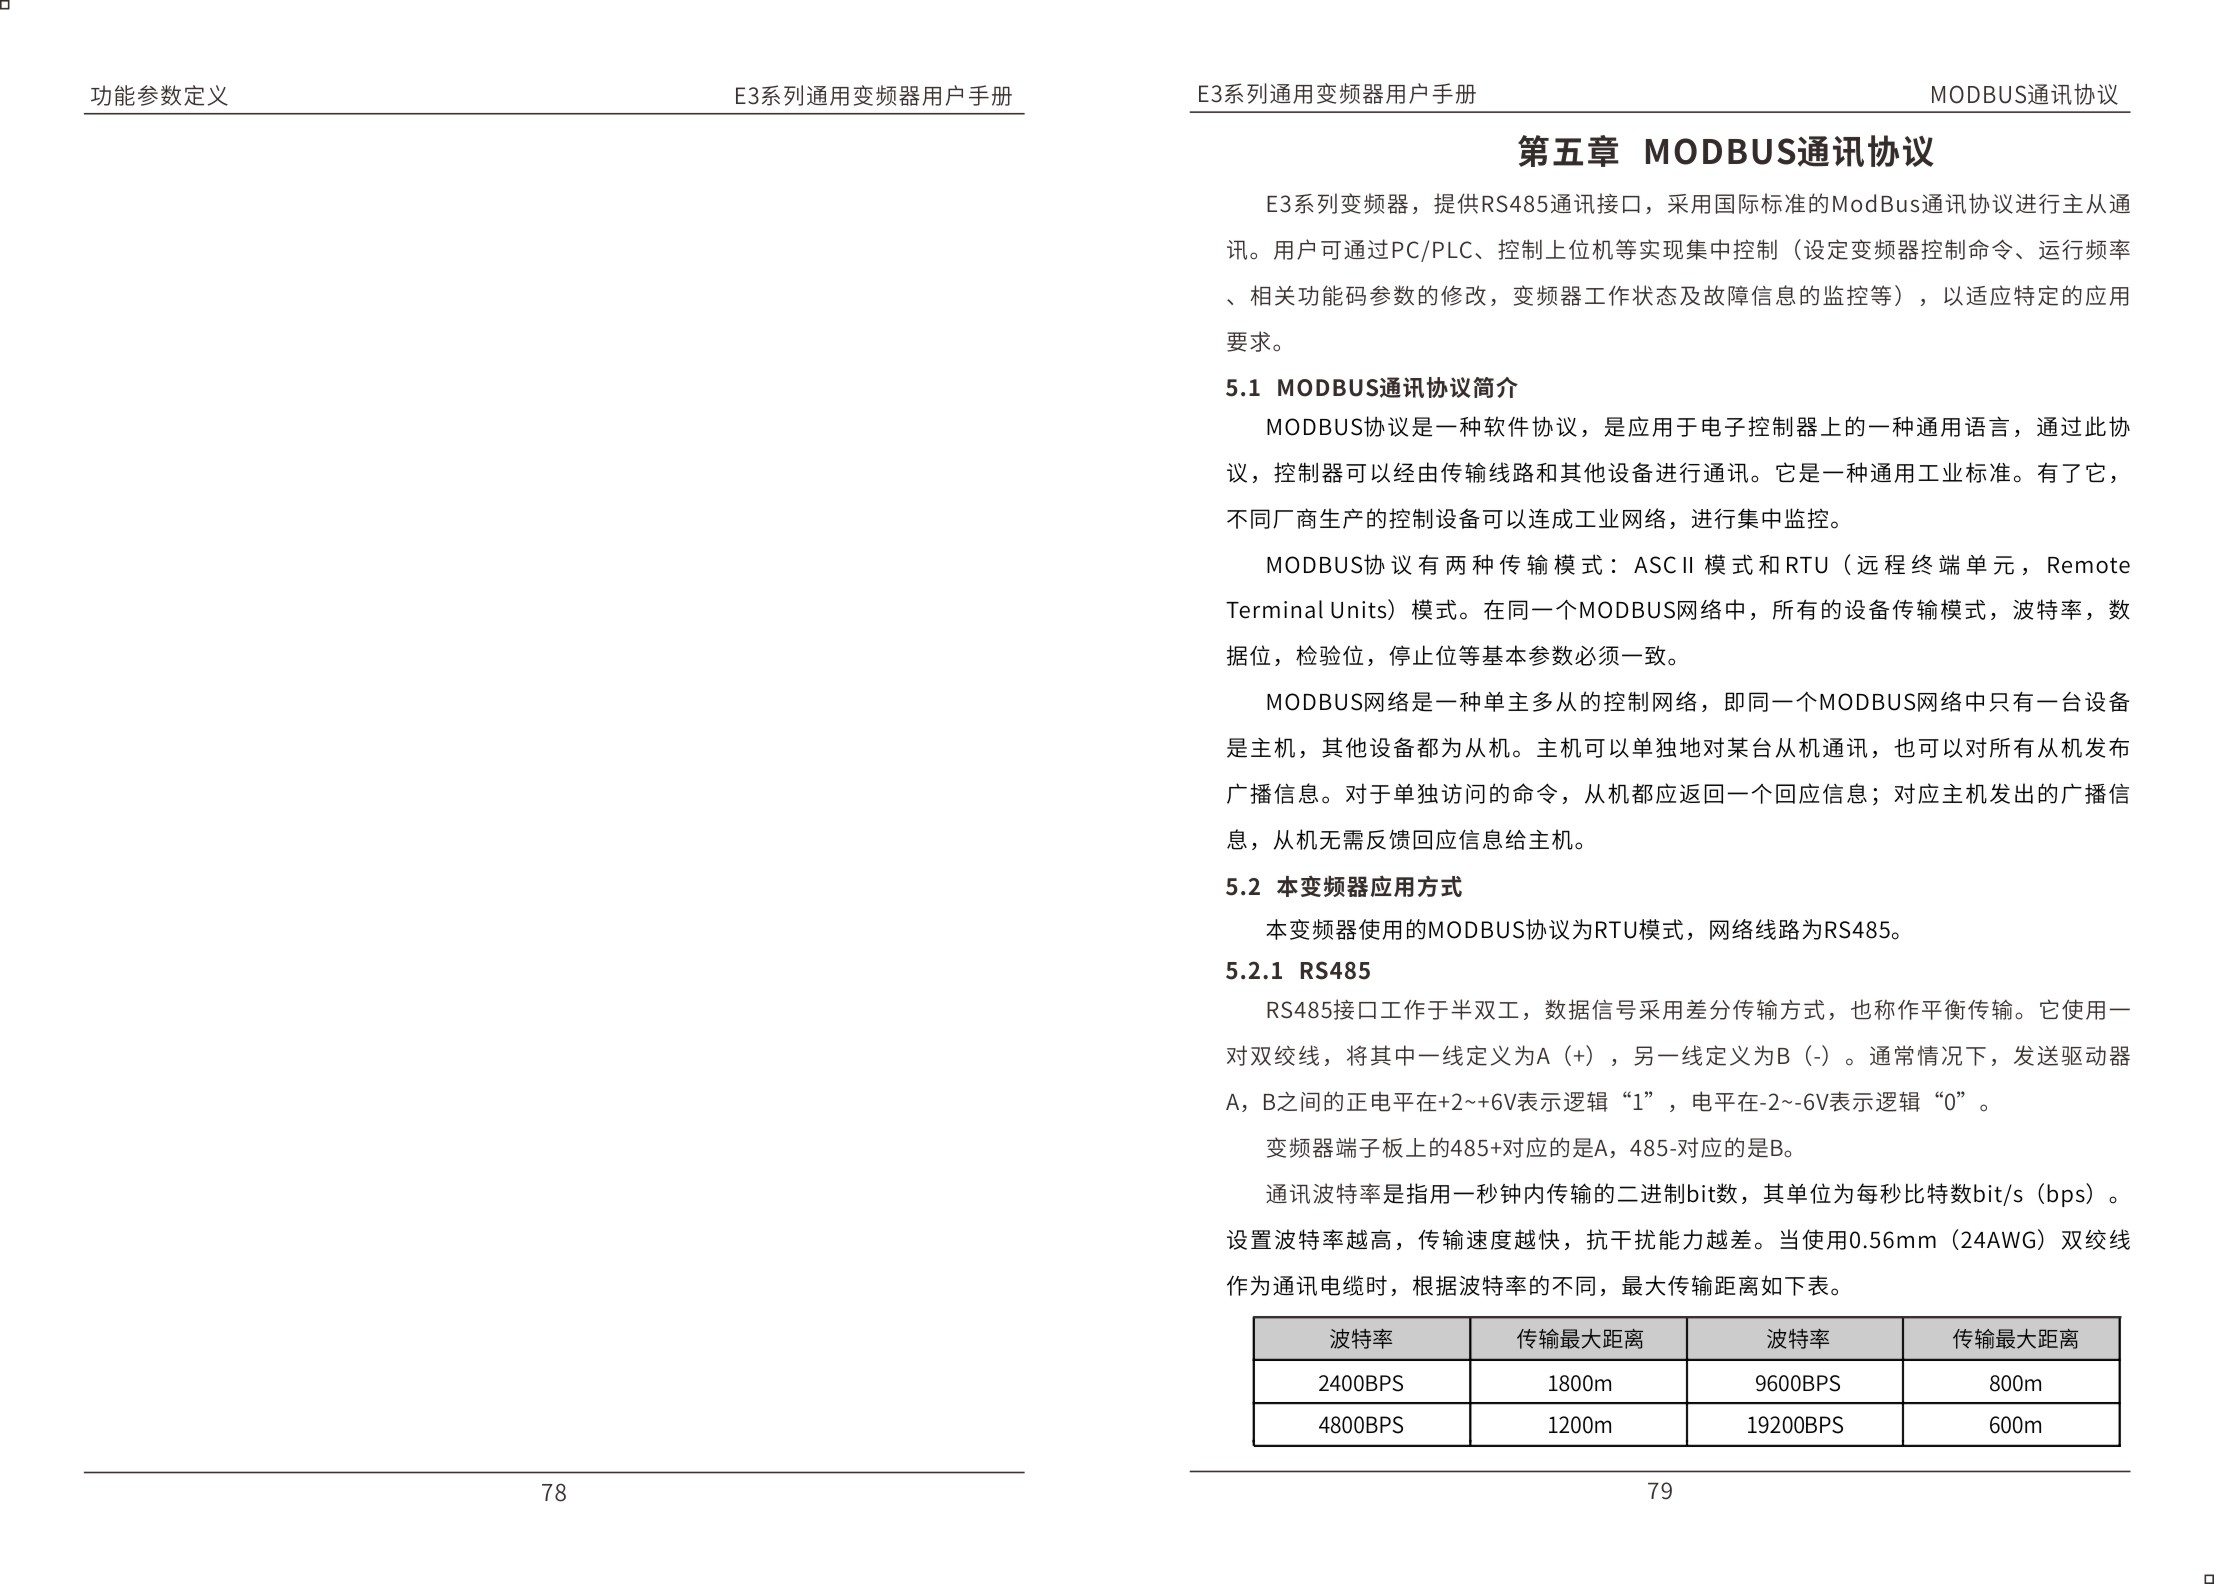 功能参数定义 E3系列通用变频器用户手册
78
E3系列通用变频器用户手册 MODBUS通讯协议
第五章 MODBUS通讯协议
E3系列变频器，提供RS485通讯接口，采用国际标准的ModBus通讯协议进行主从通
讯。用户可通过PC/PLC、控制上位机等实现集中控制（设定变频器控制命令、运行频率
、相关功能码参数的修改，变频器工作状态及故障信息的监控等），以适应特定的应用
要求。
5.1 MODBUS通讯协议简介
MODBUS协议是一种软件协议，是应用于电子控制器上的一种通用语言，通过此协
议，控制器可以经由传输线路和其他设备进行通讯。它是一种通用工业标准。有了它，
不同厂商生产的控制设备可以连成工业网络，进行集中监控。
MODBUS协议有两种传输模式：ASCⅡ模式和RTU（远程终端单元，Remote
Terminal Units）模式。在同一个MODBUS网络中，所有的设备传输模式，波特率，数
据位，检验位，停止位等基本参数必须一致。
MODBUS网络是一种单主多从的控制网络，即同一个MODBUS网络中只有一台设备
是主机，其他设备都为从机。主机可以单独地对某台从机通讯，也可以对所有从机发布
广播信息。对于单独访问的命令，从机都应返回一个回应信息；对应主机发出的广播信
息，从机无需反馈回应信息给主机。
5.2 本变频器应用方式
本变频器使用的MODBUS协议为RTU模式，网络线路为RS485。
5.2.1 RS485
RS485接口工作于半双工，数据信号采用差分传输方式，也称作平衡传输。它使用一
对双绞线，将其中一线定义为A（+），另一线定义为B（-）。通常情况下，发送驱动器
A，B之间的正电平在+2~+6V表示逻辑“1”，电平在-2~-6V表示逻辑“0”。
变频器端子板上的485+对应的是A，485-对应的是B。
通讯波特率是指用一秒钟内传输的二进制bit数，其单位为每秒比特数bit/s（bps）。
设置波特率越高，传输速度越快，抗干扰能力越差。当使用0.56mm（24AWG）双绞线
作为通讯电缆时，根据波特率的不同，最大传输距离如下表。
波特率 传输最大距离 波特率 传输最大距离
2400BPS 1800m 9600BPS 800m
4800BPS 1200m 19200BPS 600m
79